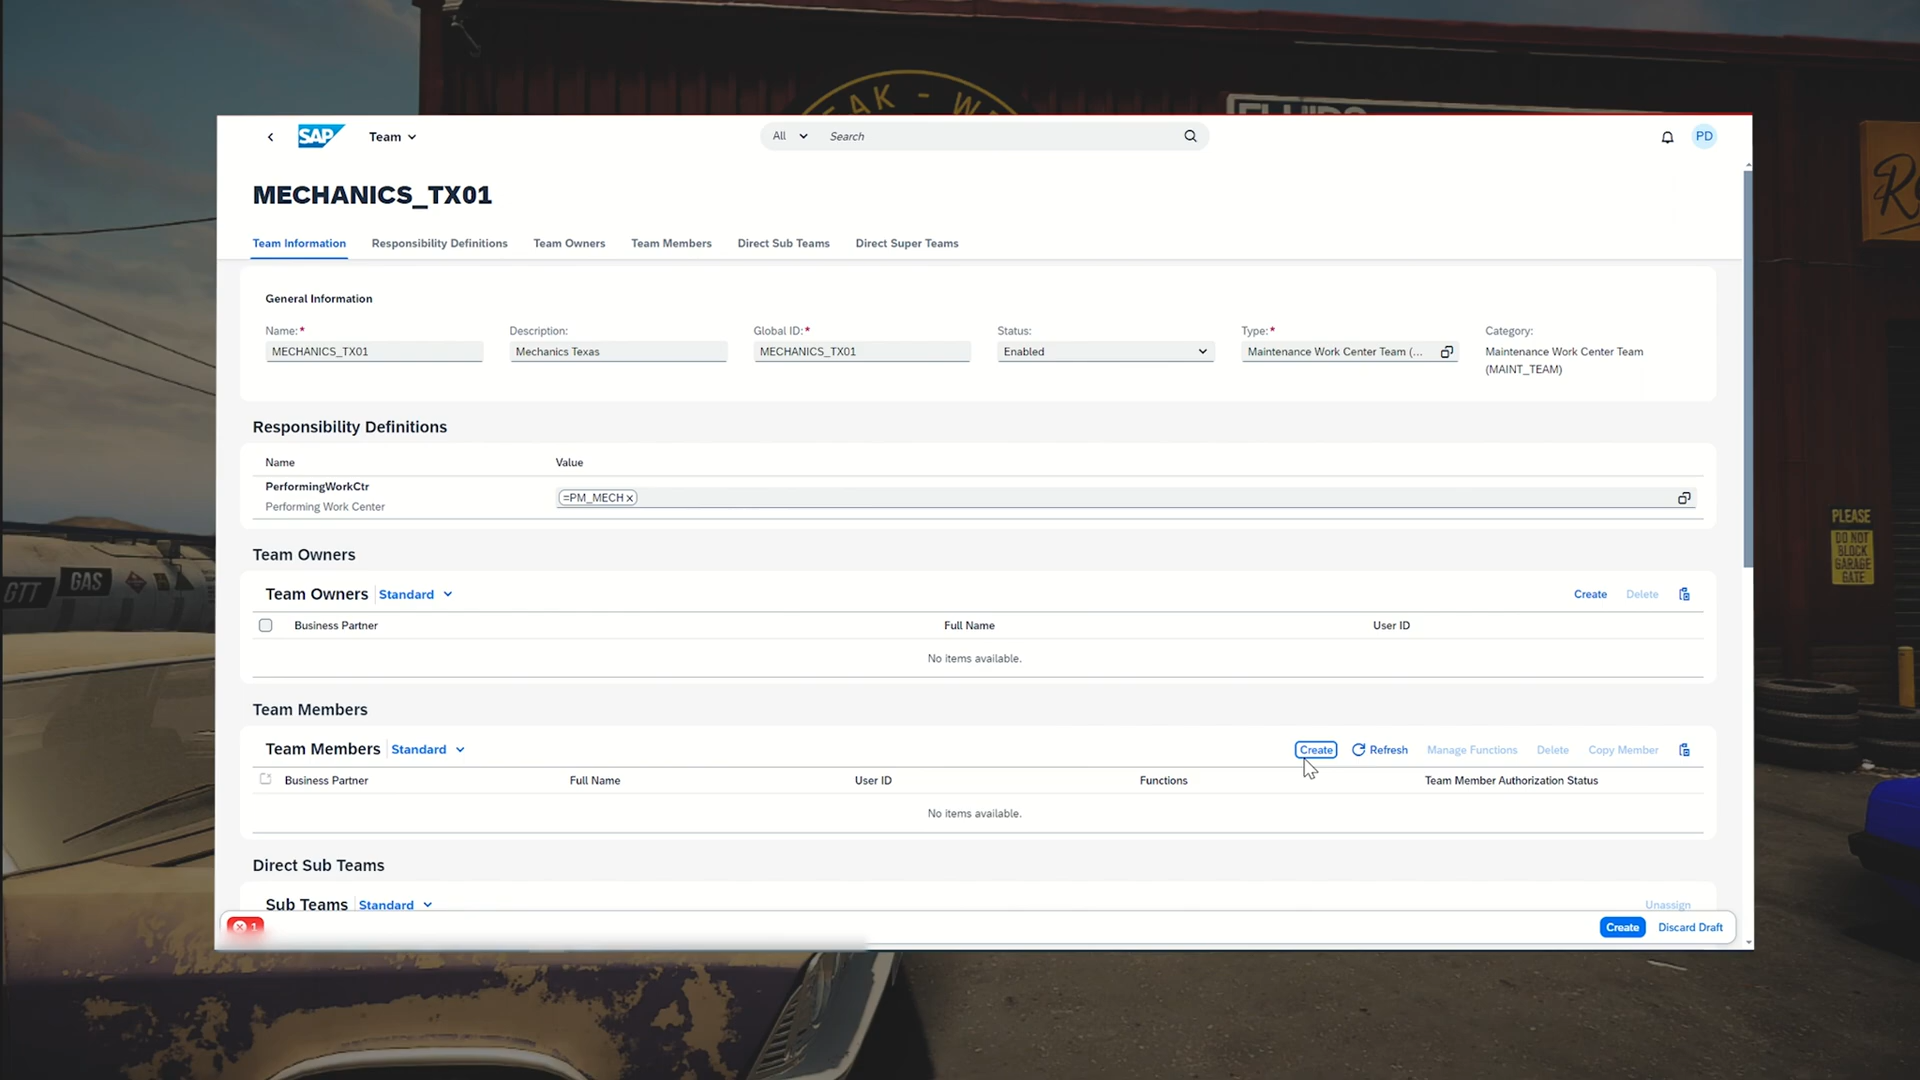 EAK - W
FLUIDS
SAP
Team
All
Search
PD
MECHANICS_TX01
Team Information
Responsibility Definitions
Team Owners
Team Members
Direct Sub Teams
Direct Super Teams
General Information
Name:*
MECHANICS_TX01
Description:
Mechanics Texas
Global ID:*
MECHANICS_TX01
Status:
Enabled
Type:*
Maintenance Work Center Team (...
Category:
Maintenance Work Center Team
(MAINT_TEAM)
Responsibility Definitions
Name
Value
PerformingWorkCtr
Performing Work Center
=PM_MECH
PLEASE
DO NOT
BLOCK
GARAGE
GATE
GTT
GAS
Team Owners
Team Owners
Standard
Create
Delete
Business Partner
Full Name
User ID
No items available.
Team Members
Team Members
Standard
Create
Refresh
Manage Functions
Delete
Copy Member
Business Partner
Full Name
User ID
Functions
Team Member Authorization Status
No items available.
Direct Sub Teams
Sub Teams
Standard
Unassign
1
Create
Discard Draft